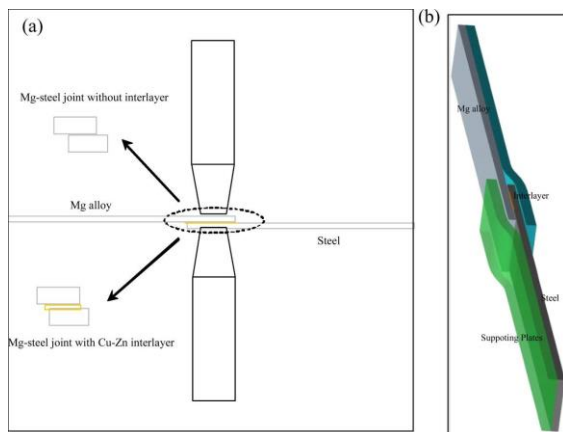 (a)
Mg-steel joint without interlayer
Mg alloy
Steel
Mg-steel joint with Cu-Zn interlayer
(b)
Mg alloy
Interlayer
Steel
Suppoting Plates